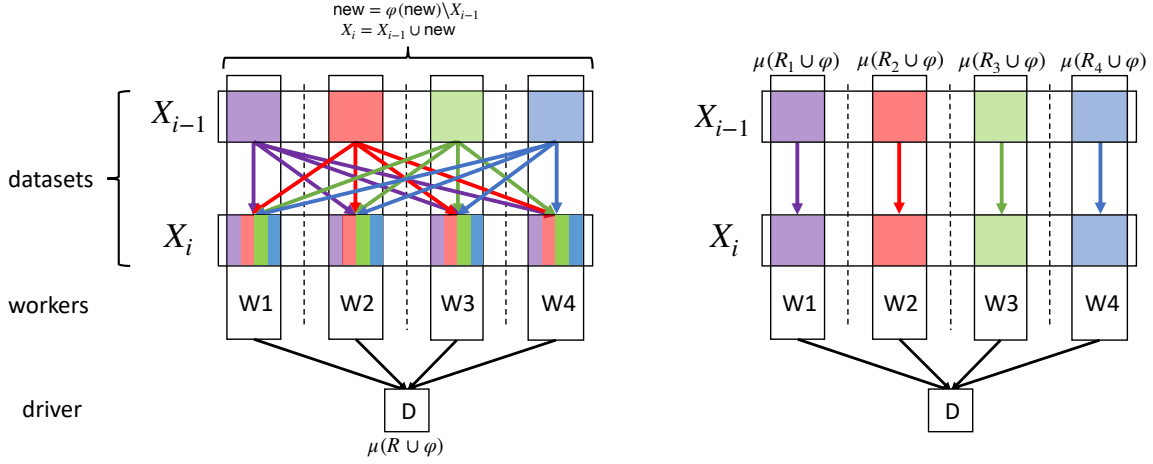 new = φ(new)\X_{i−1}
X_i = X_{i−1} ∪ new
μ(R_1 ∪ φ) μ(R_2 ∪ φ) μ(R_3 ∪ φ) μ(R_4 ∪ φ)
X_{i−1} X_{i−1}
datasets
X_i X_i
workers W1 W2 W3 W4 W1 W2 W3 W4
driver D D
μ(R ∪ φ)